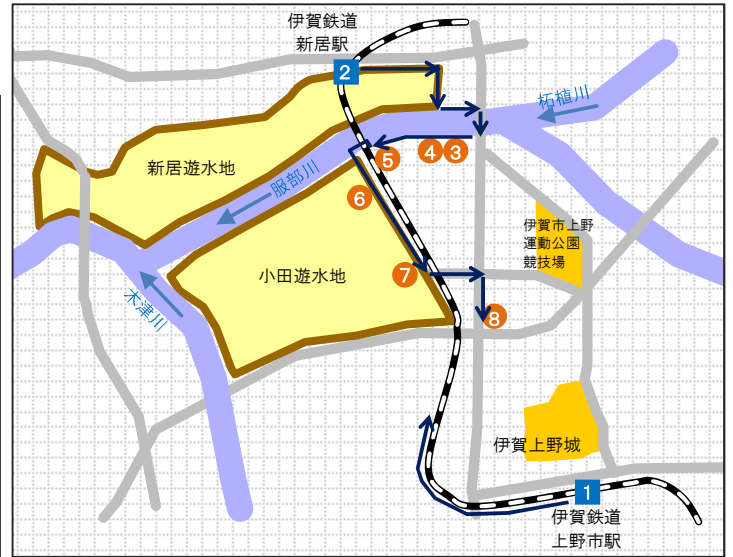 伊賀鉄道
新居駅
2
柘植川
新居遊水地
服部川
5
4
3
6
伊賀市上野
運動公園
競技場
小田遊水地
7
木津川
8
伊賀上野城
1
伊賀鉄道
上野市駅